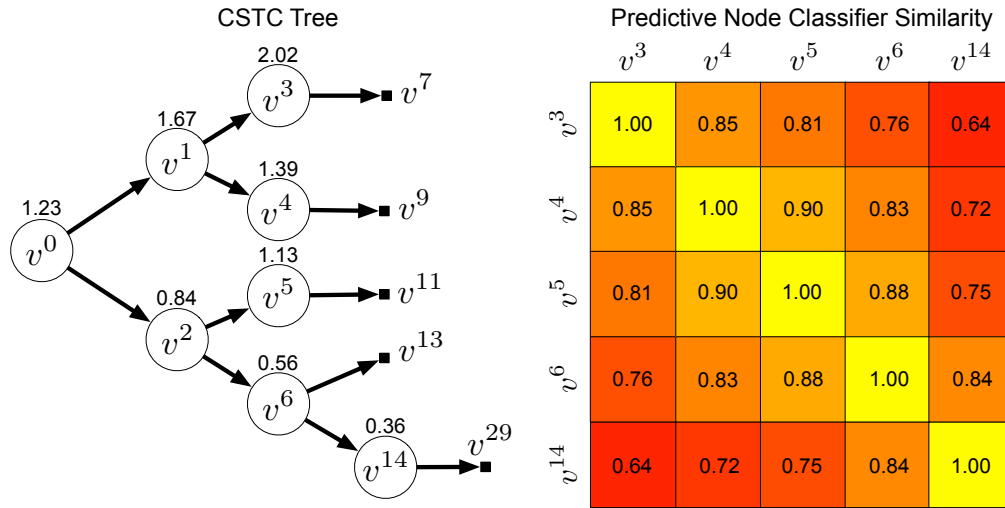 CSTC Tree
2.02
v^3
v^7
1.67
v^1
1.39
v^4
v^9
1.23
v^0
1.13
v^5
v^11
0.84
v^2
v^13
0.56
v^6
0.36
v^14
v^29
Predictive Node Classifier Similarity
v^3 v^4 v^5 v^6 v^14
v^3 1.00 0.85 0.81 0.76 0.64
v^4 0.85 1.00 0.90 0.83 0.72
v^5 0.81 0.90 1.00 0.88 0.75
v^6 0.76 0.83 0.88 1.00 0.84
v^14 0.64 0.72 0.75 0.84 1.00